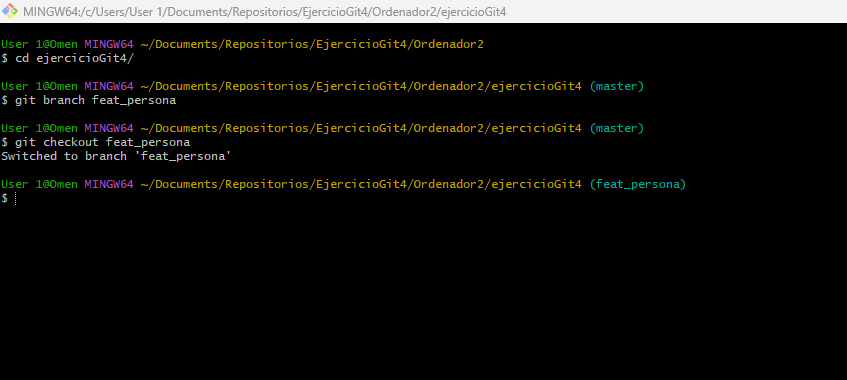 MINGW64:/c/Users/User 1/Documents/Repositorios/EjercicioGit4/Ordenador2/ejercicioGit4
User 1@Omen MINGW64 ~/Documents/Repositorios/EjercicioGit4/Ordenador2
$ cd ejercicioGit4/
User 1@Omen MINGW64 ~/Documents/Repositorios/EjercicioGit4/Ordenador2/ejercicioGit4 (master)
$ git branch feat_persona
User 1@Omen MINGW64 ~/Documents/Repositorios/EjercicioGit4/Ordenador2/ejercicioGit4 (master)
$ git checkout feat_persona
Switched to branch 'feat_persona'
User 1@Omen MINGW64 ~/Documents/Repositorios/EjercicioGit4/Ordenador2/ejercicioGit4 (feat_persona)
$